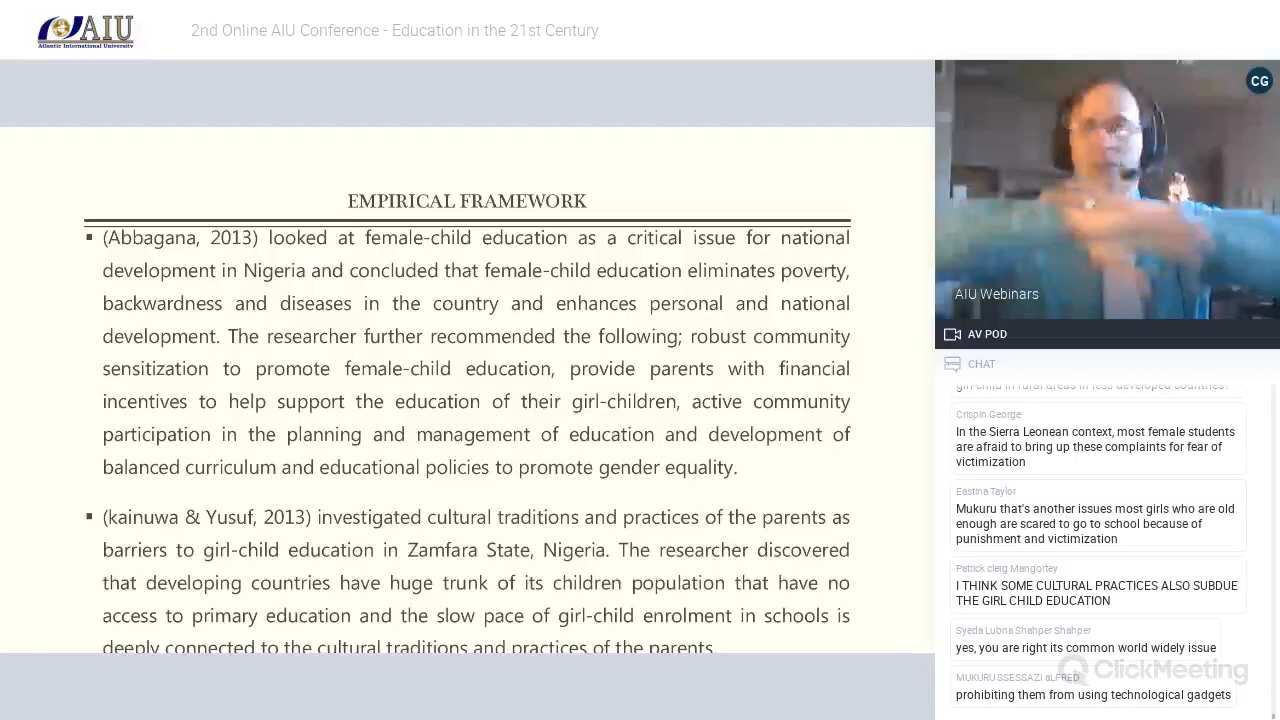 AIU
Atlantic International University
2nd Online AIU Conference - Education in the 21st Century
EMPIRICAL FRAMEWORK
▪ (Abbagana, 2013) looked at female-child education as a critical issue for national
development in Nigeria and concluded that female-child education eliminates poverty,
backwardness and diseases in the country and enhances personal and national
development. The researcher further recommended the following; robust community
sensitization to promote female-child education, provide parents with financial
incentives to help support the education of their girl-children, active community
participation in the planning and management of education and development of
balanced curriculum and educational policies to promote gender equality.
▪ (kainuwa & Yusuf, 2013) investigated cultural traditions and practices of the parents as
barriers to girl-child education in Zamfara State, Nigeria. The researcher discovered
that developing countries have huge trunk of its children population that have no
access to primary education and the slow pace of girl-child enrolment in schools is
deeply connected to the cultural traditions and practices of the parents.
CG
AIU Webinars
AV POD
CHAT
girl child in rural areas in less developed countries?
Crispin George
In the Sierra Leonean context, most female students
are afraid to bring up these complaints for fear of
victimization
Eastina Taylor
Mukuru that's another issues most girls who are old
enough are scared to go to school because of
punishment and victimization
Patrick clerg Mangortey
I THINK SOME CULTURAL PRACTICES ALSO SUBDUE
THE GIRL CHILD EDUCATION
Syeda Lubna Shahper Shahper
yes, you are right its common world widely issue
MUKURU SSESSAZI aLFRED
prohibiting them from using technological gadgets
ClickMeeting